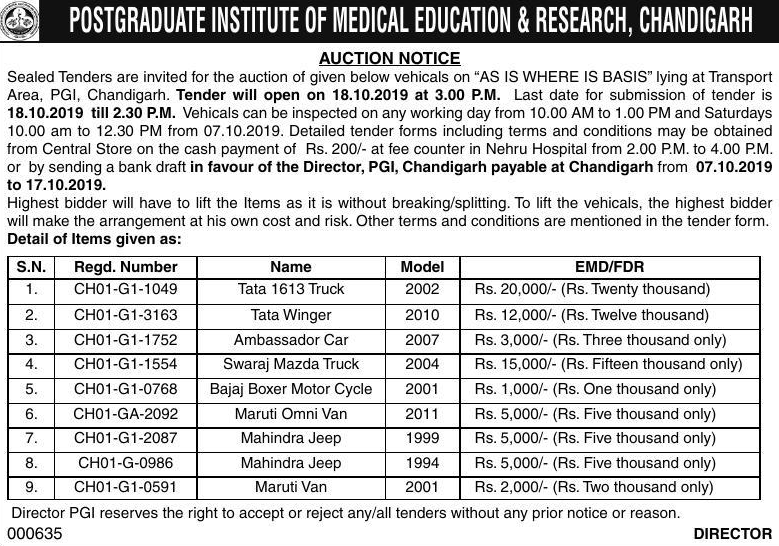 POSTGRADUATE INSTITUTE OF MEDICAL EDUCATION & RESEARCH, CHANDIGARH
AUCTION NOTICE
Sealed Tenders are invited for the auction of given below vehicals on “AS IS WHERE IS BASIS” lying at Transport
Area, PGI, Chandigarh. Tender will open on 18.10.2019 at 3.00 P.M. Last date for submission of tender is
18.10.2019 till 2.30 P.M. Vehicals can be inspected on any working day from 10.00 AM to 1.00 PM and Saturdays
10.00 am to 12.30 PM from 07.10.2019. Detailed tender forms including terms and conditions may be obtained
from Central Store on the cash payment of Rs. 200/- at fee counter in Nehru Hospital from 2.00 P.M. to 4.00 P.M.
or by sending a bank draft in favour of the Director, PGI, Chandigarh payable at Chandigarh from 07.10.2019
to 17.10.2019.
Highest bidder will have to lift the Items as it is without breaking/splitting. To lift the vehicals, the highest bidder
will make the arrangement at his own cost and risk. Other terms and conditions are mentioned in the tender form.
Detail of Items given as:
S.N. Regd. Number Name Model EMD/FDR
1. CH01-G1-1049 Tata 1613 Truck 2002 Rs. 20,000/- (Rs. Twenty thousand)
2. CH01-G1-3163 Tata Winger 2010 Rs. 12,000/- (Rs. Twelve thousand)
3. CH01-G1-1752 Ambassador Car 2007 Rs. 3,000/- (Rs. Three thousand only)
4. CH01-G1-1554 Swaraj Mazda Truck 2004 Rs. 15,000/- (Rs. Fifteen thousand only)
5. CH01-G1-0768 Bajaj Boxer Motor Cycle 2001 Rs. 1,000/- (Rs. One thousand only)
6. CH01-GA-2092 Maruti Omni Van 2011 Rs. 5,000/- (Rs. Five thousand only)
7. CH01-G1-2087 Mahindra Jeep 1999 Rs. 5,000/- (Rs. Five thousand only)
8. CH01-G-0986 Mahindra Jeep 1994 Rs. 5,000/- (Rs. Five thousand only)
9. CH01-G1-0591 Maruti Van 2001 Rs. 2,000/- (Rs. Two thousand only)
Director PGI reserves the right to accept or reject any/all tenders without any prior notice or reason.
000635 DIRECTOR